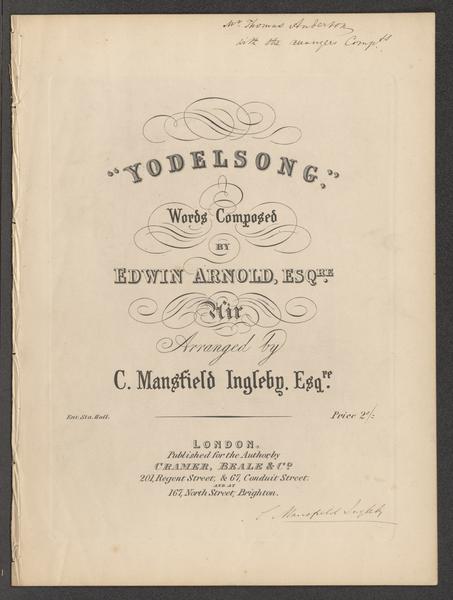 Mr. Thomas Anderson
with the arrangers Compts.
"YODELSONG,"
Words Composed
BY
EDWIN ARNOLD, ESQRE.
Air
Arranged by
C. Mansfield Ingleby, Esqre.
Ent. Sta. Hall.
Price 2/-
LONDON.
Published for the Author by
CRAMER, BEALE & Co.
201, Regent Street, & 67, Conduit Street.
AND AT
167, North Street, Brighton.
C. Mansfield Ingleby